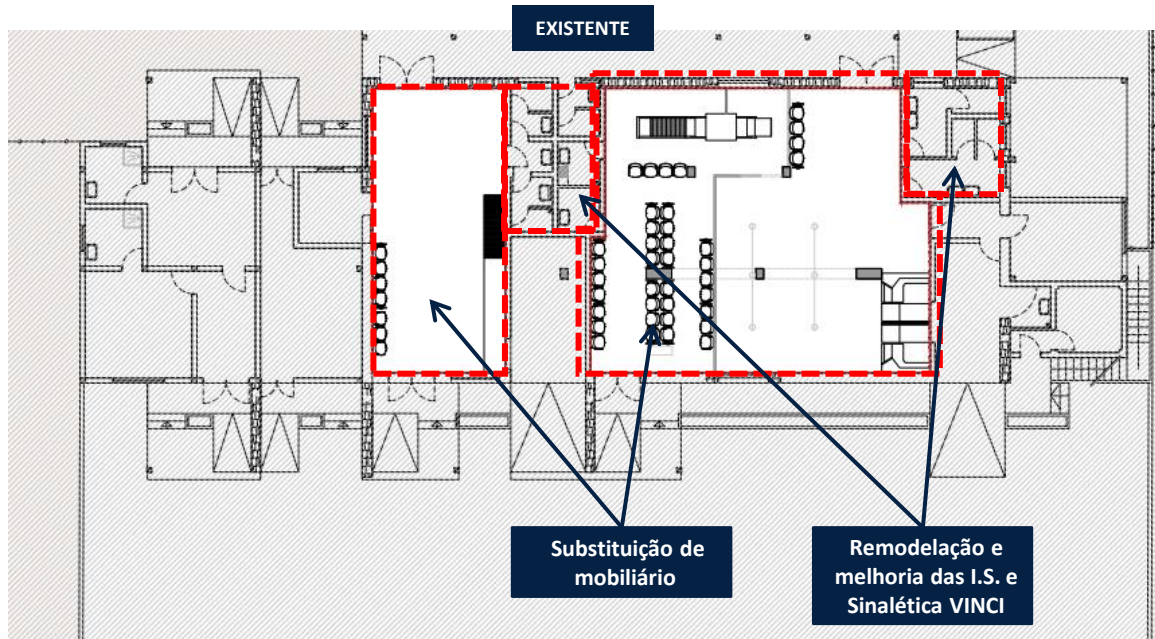 EXISTENTE
Substituição de
mobiliário
Remodelação e
melhoria das I.S. e
Sinalética VINCI